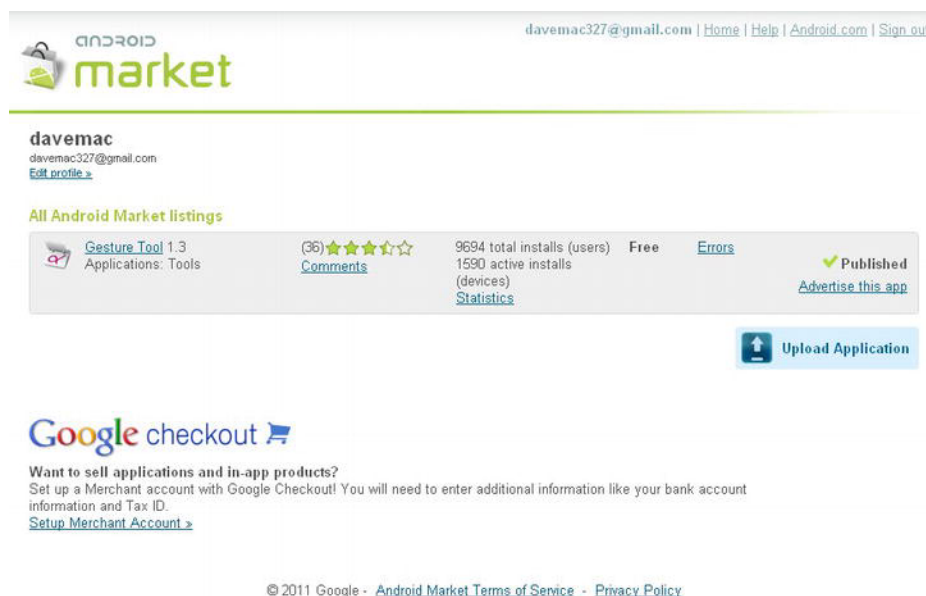 davemac327@gmail.com | Home | Help | Android.com | Sign ou
ANDROID
market
davemac
davemac327@gmail.com
Edit profile »
All Android Market listings
Gesture Tool 1.3
Applications: Tools
(36)
Comments
9694 total installs (users)
1590 active installs
(devices)
Statistics
Free
Errors
Published
Advertise this app
Upload Application
Google checkout
Want to sell applications and in-app products?
Set up a Merchant account with Google Checkout! You will need to enter additional information like your bank account
information and Tax ID.
Setup Merchant Account »
© 2011 Google - Android Market Terms of Service - Privacy Policy